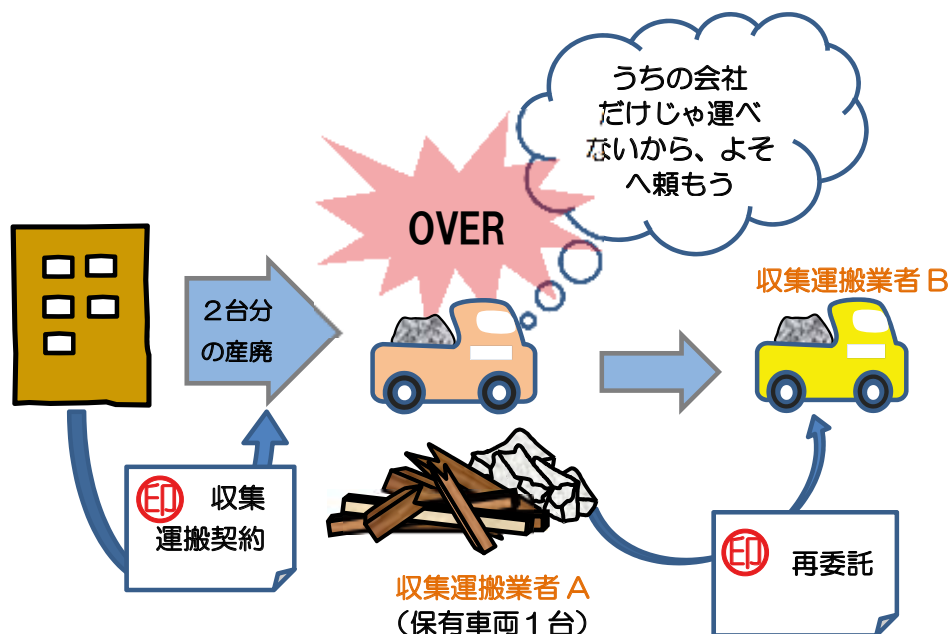 うちの会社
だけじゃ運べ
ないから、よそ
へ頼もう
OVER
収集運搬業者B
２台分
の産廃
印 収集
運搬契約
印 再委託
収集運搬業者A
（保有車両１台）